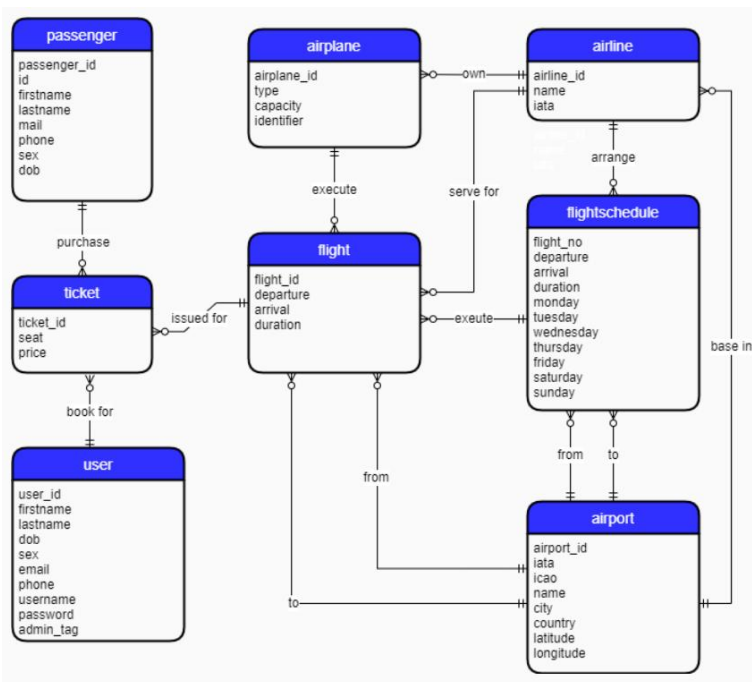 passenger
passenger_id
id
firstname
lastname
mail
phone
sex
dob
airplane
airplane_id
type
capacity
identifier
own
airline
airline_id
name
iata
purchase
execute
serve for
arrange
ticket
ticket_id
seat
price
issued for
flight
flight_id
departure
arrival
duration
exeute
flightschedule
flight_no
departure
arrival
duration
monday
tuesday
wednesday
thursday
friday
saturday
sunday
base in
book for
user
user_id
firstname
lastname
dob
sex
email
phone
username
password
admin_tag
from
to
from
to
airport
airport_id
iata
icao
name
city
country
latitude
longitude